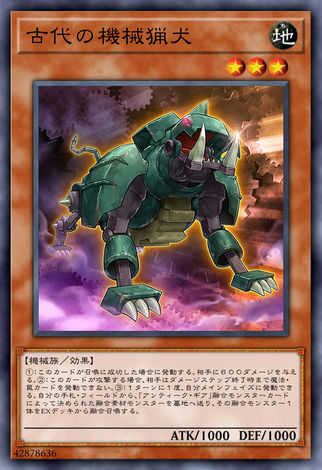 古代の機械猟犬
地
【機械族／効果】
①：このカードが召喚に成功した場合に発動する。相手に６００ダメージを与え
る。②：このカードが攻撃する場合、相手はダメージステップ終了時まで魔法・
罠カードを発動できない。③：１ターンに１度、自分メインフェイズに発動でき
る。自分の手札・フィールドから、「アンティーク・ギア」融合モンスターカード
によって決められた融合素材モンスターを墓地へ送り、その融合モンスター１
体をEXデッキから融合召喚する。
ATK/1000 DEF/1000
42878636